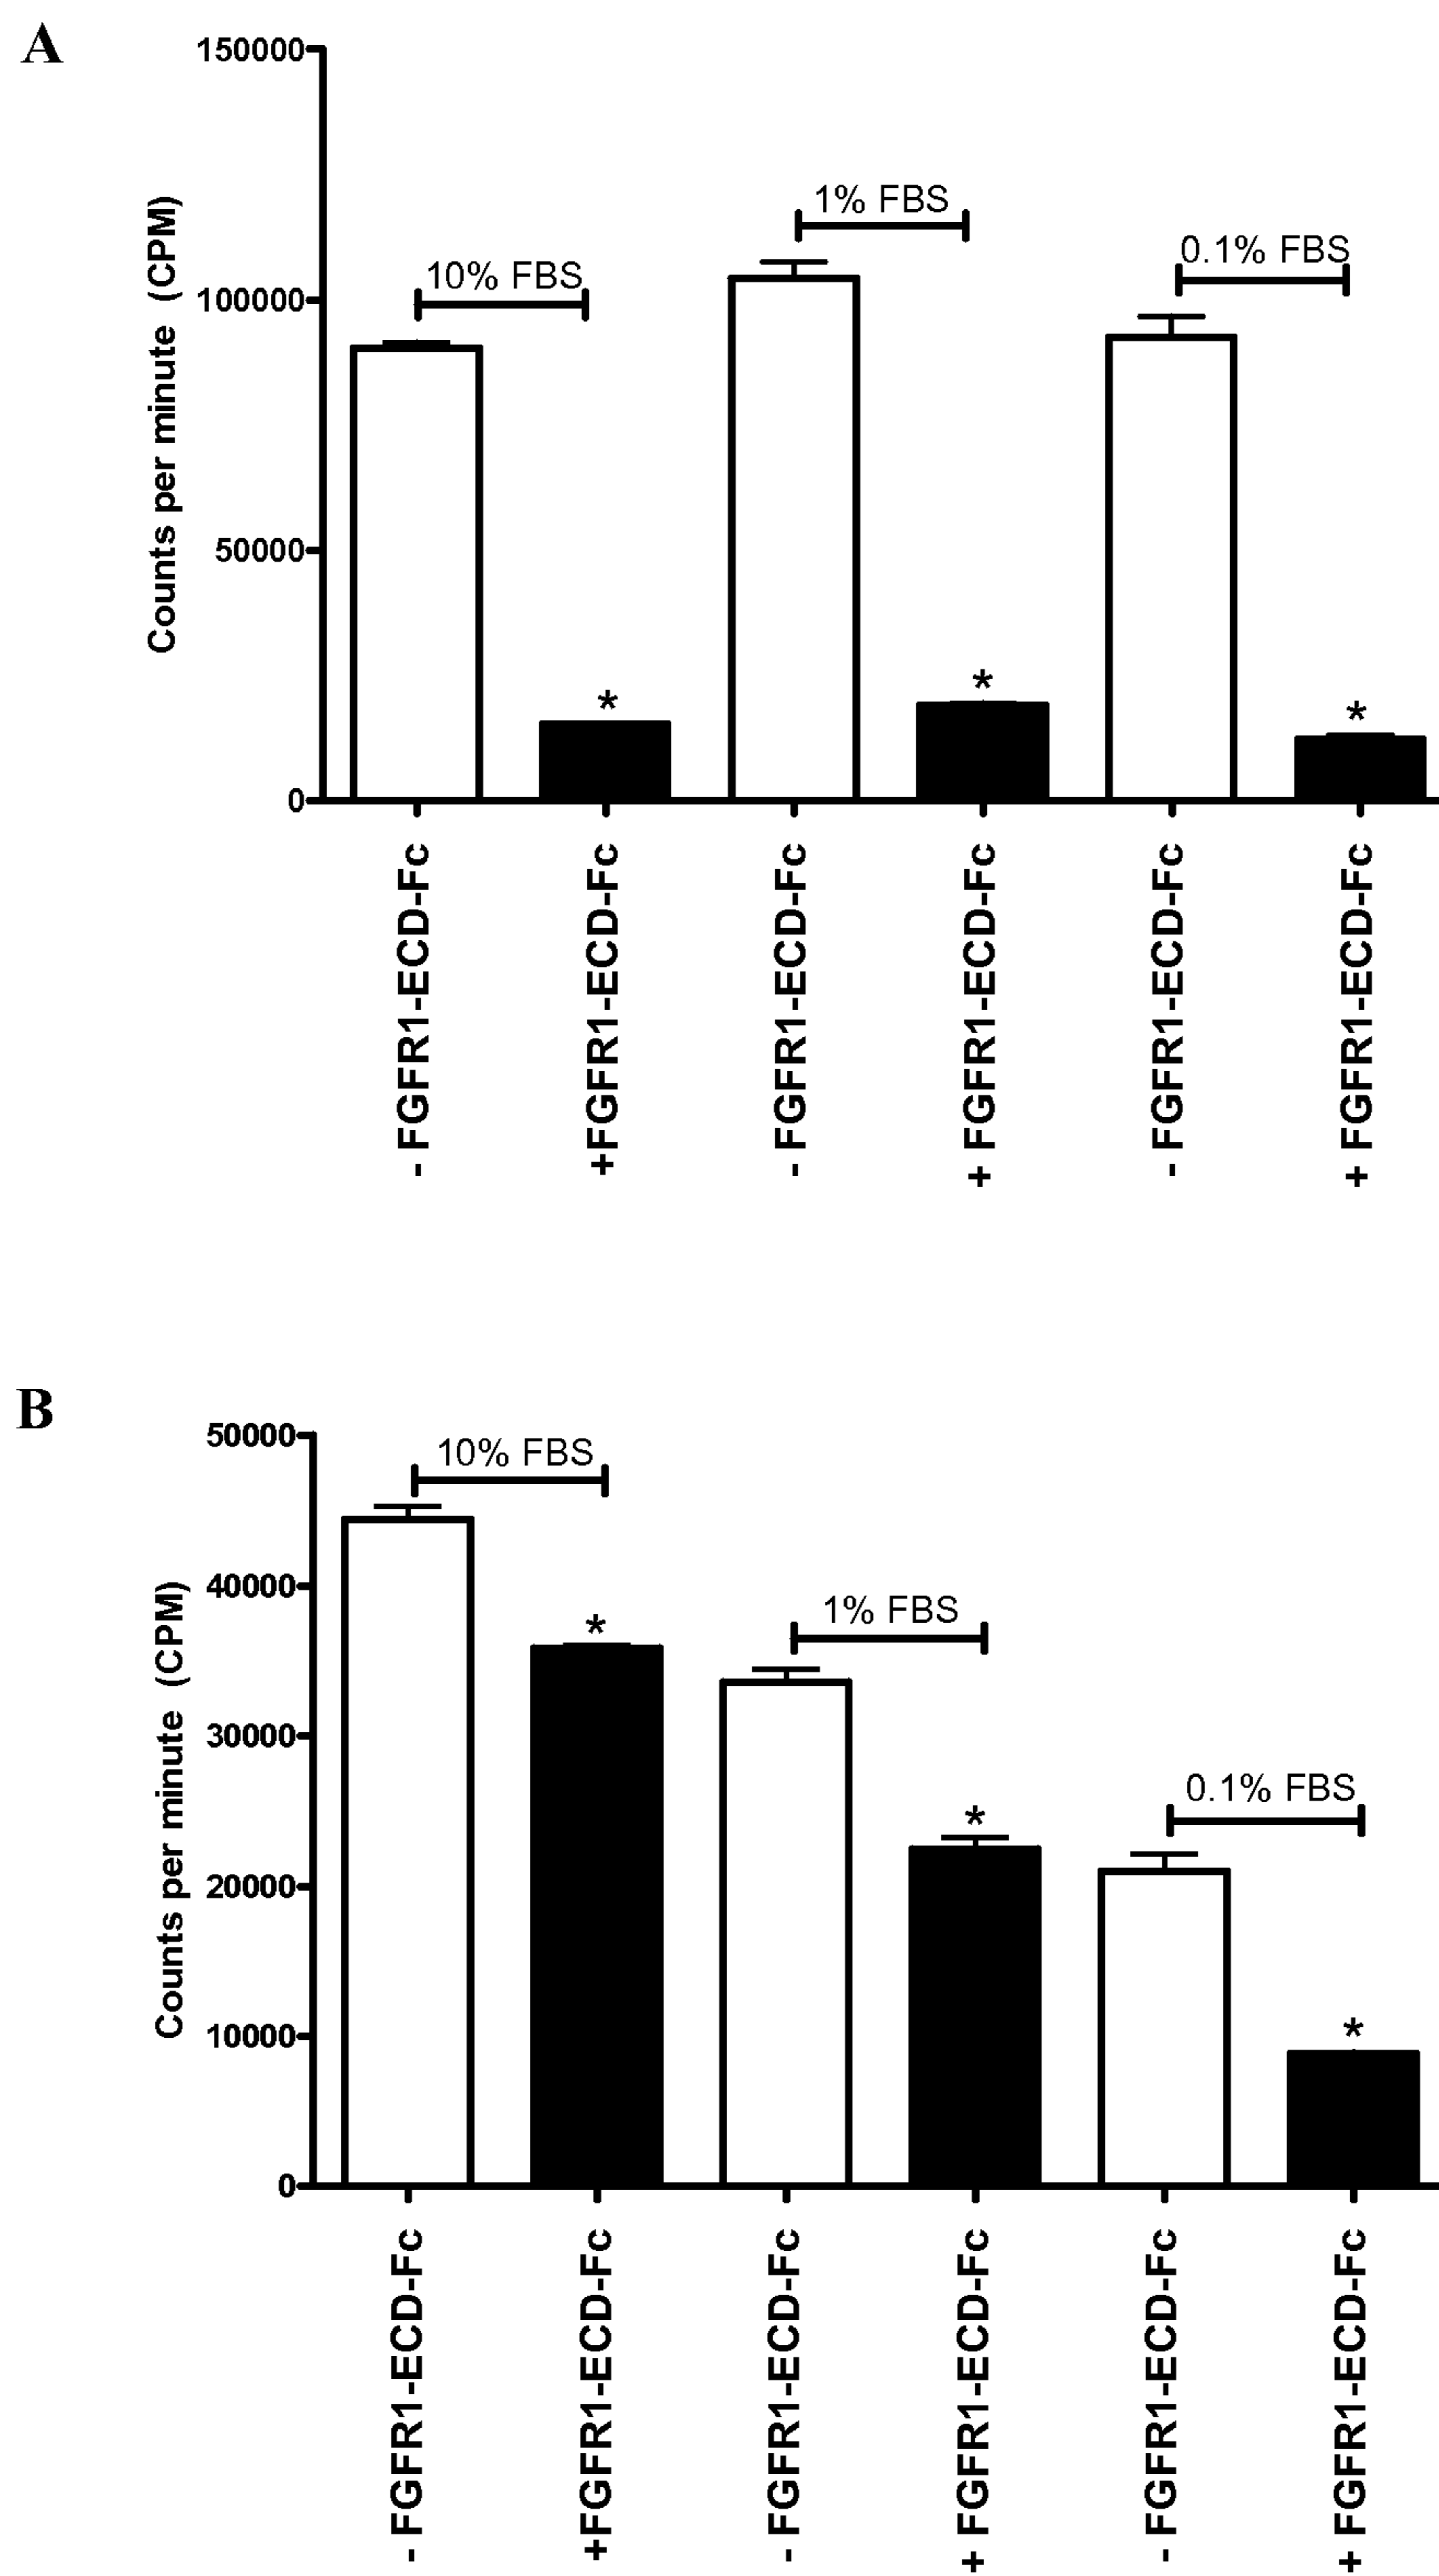 A
150000
100000
50000
0
Counts per minute (CPM)
10% FBS
1% FBS
0.1% FBS
*
*
*
- FGFR1-ECD-Fc
+FGFR1-ECD-Fc
- FGFR1-ECD-Fc
+ FGFR1-ECD-Fc
- FGFR1-ECD-Fc
+ FGFR1-ECD-Fc
B
50000
40000
30000
20000
10000
0
Counts per minute (CPM)
10% FBS
1% FBS
0.1% FBS
*
*
*
- FGFR1-ECD-Fc
+FGFR1-ECD-Fc
- FGFR1-ECD-Fc
+ FGFR1-ECD-Fc
- FGFR1-ECD-Fc
+ FGFR1-ECD-Fc